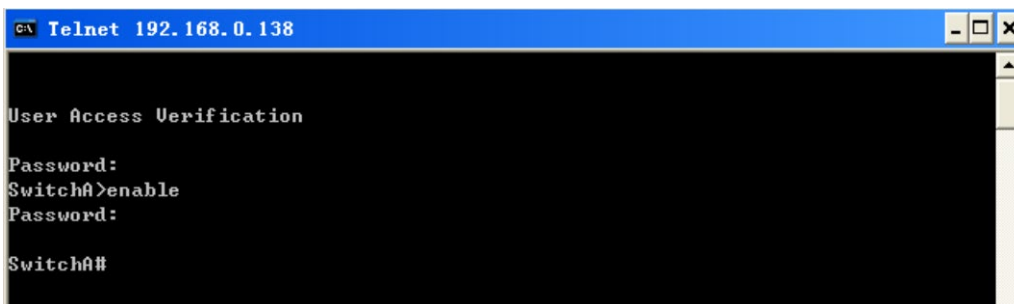 Telnet 192.168.0.138
User Access Verification
Password:
SwitchA>enable
Password:
SwitchA#